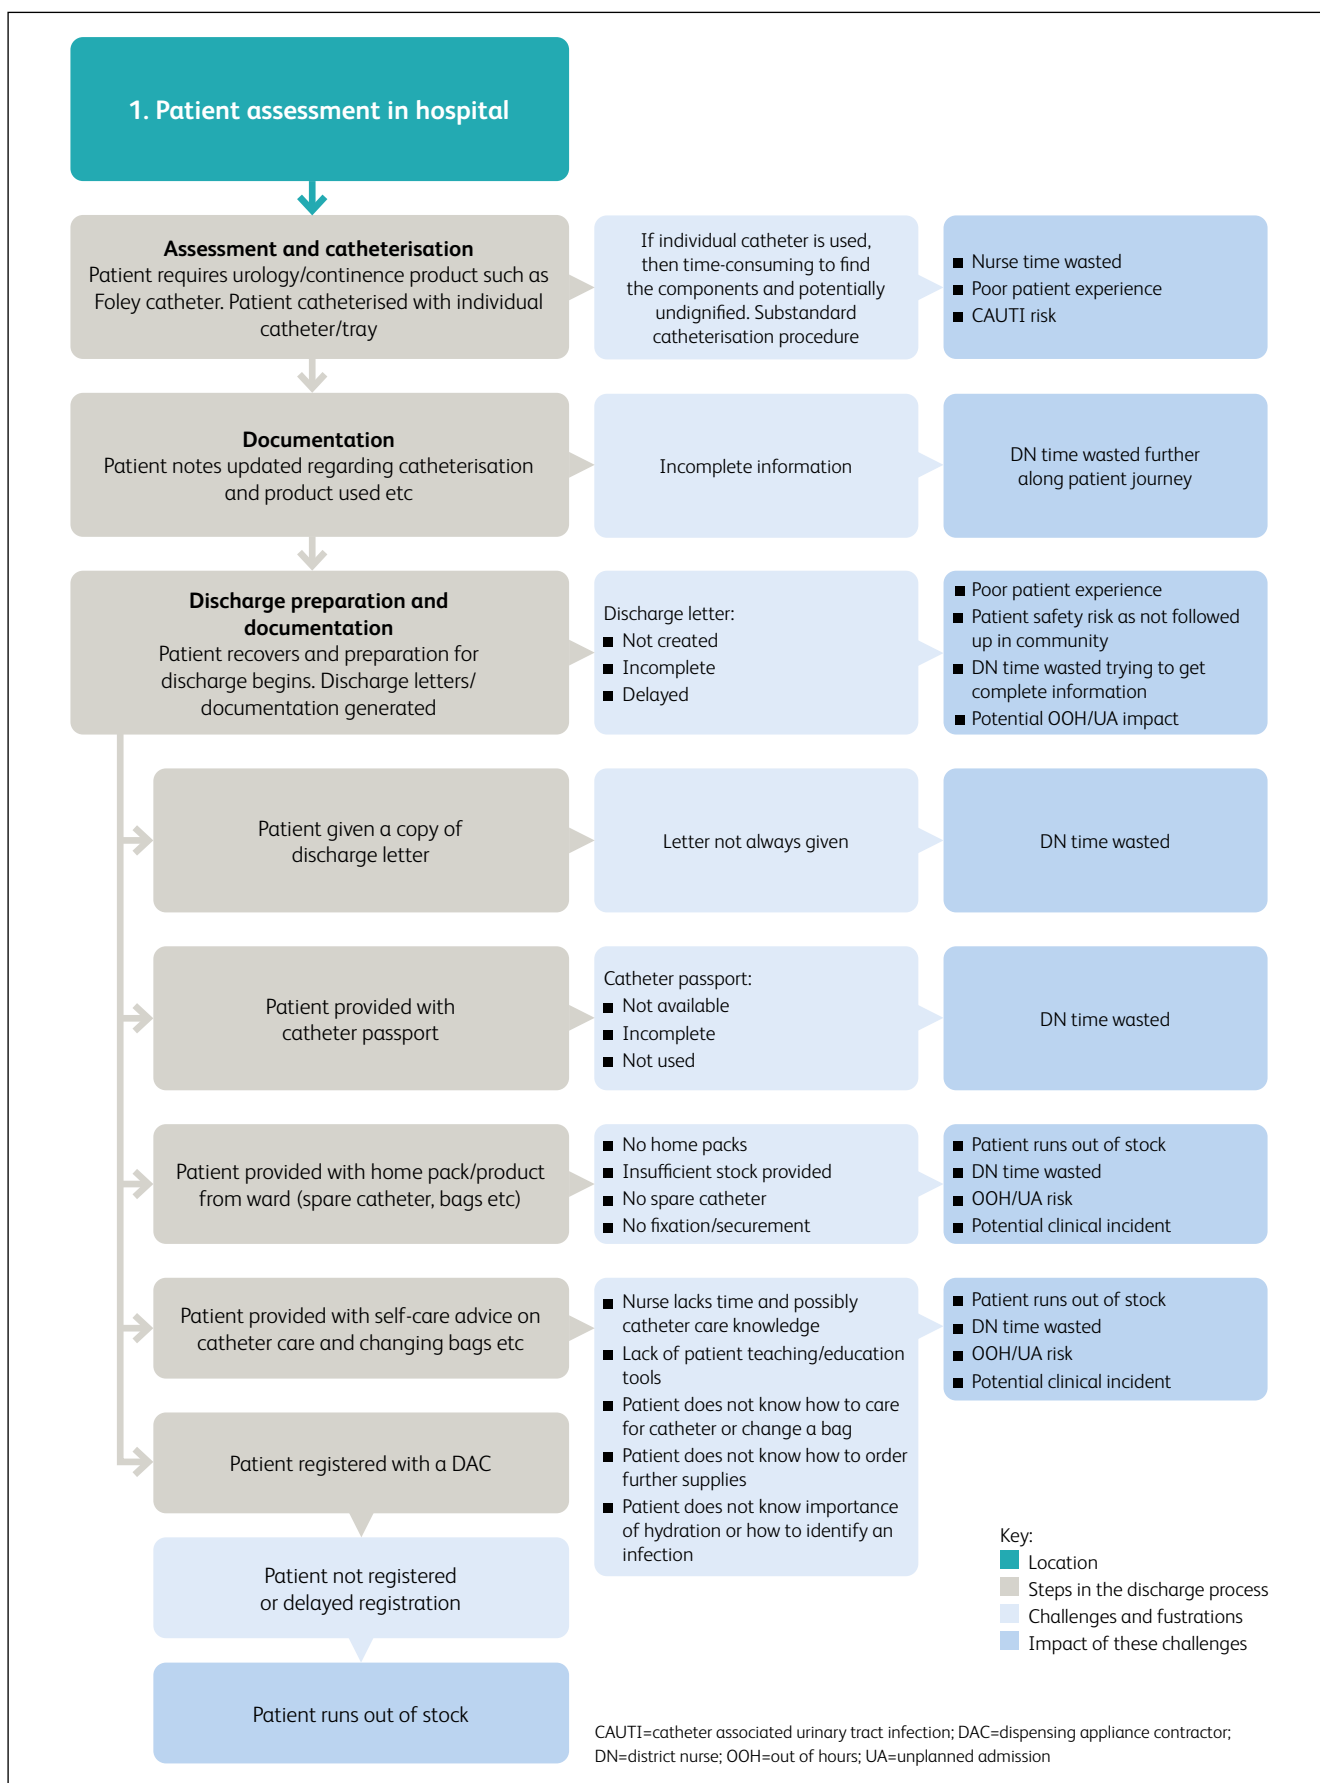 1. Patient assessment in hospital
Assessment and catheterisation
Patient requires urology/continence product such as
Foley catheter. Patient catheterised with individual
catheter/tray
If individual catheter is used,
then time-consuming to find
the components and potentially
undignified. Substandard
catheterisation procedure
■ Nurse time wasted
■ Poor patient experience
■ CAUTI risk
Documentation
Patient notes updated regarding catheterisation
and product used etc
Incomplete information
DN time wasted further
along patient journey
Discharge preparation and
documentation
Patient recovers and preparation for
discharge begins. Discharge letters/
documentation generated
Discharge letter:
■ Not created
■ Incomplete
■ Delayed
■ Poor patient experience
■ Patient safety risk as not followed
up in community
■ DN time wasted trying to get
complete information
■ Potential OOH/UA impact
Patient given a copy of
discharge letter
Letter not always given
DN time wasted
Patient provided with
catheter passport
Catheter passport:
■ Not available
■ Incomplete
■ Not used
DN time wasted
Patient provided with home pack/product
from ward (spare catheter, bags etc)
■ No home packs
■ Insufficient stock provided
■ No spare catheter
■ No fixation/securement
■ Patient runs out of stock
■ DN time wasted
■ OOH/UA risk
■ Potential clinical incident
Patient provided with self-care advice on
catheter care and changing bags etc
■ Nurse lacks time and possibly
catheter care knowledge
■ Lack of patient teaching/education
tools
■ Patient does not know how to care
for catheter or change a bag
■ Patient does not know how to order
further supplies
■ Patient does not know importance
of hydration or how to identify an
infection
■ Patient runs out of stock
■ DN time wasted
■ OOH/UA risk
■ Potential clinical incident
Patient registered with a DAC
Patient not registered
or delayed registration
Patient runs out of stock
Key:
Location
Steps in the discharge process
Challenges and fustrations
Impact of these challenges
CAUTI=catheter associated urinary tract infection; DAC=dispensing appliance contractor;
DN=district nurse; OOH=out of hours; UA=unplanned admission